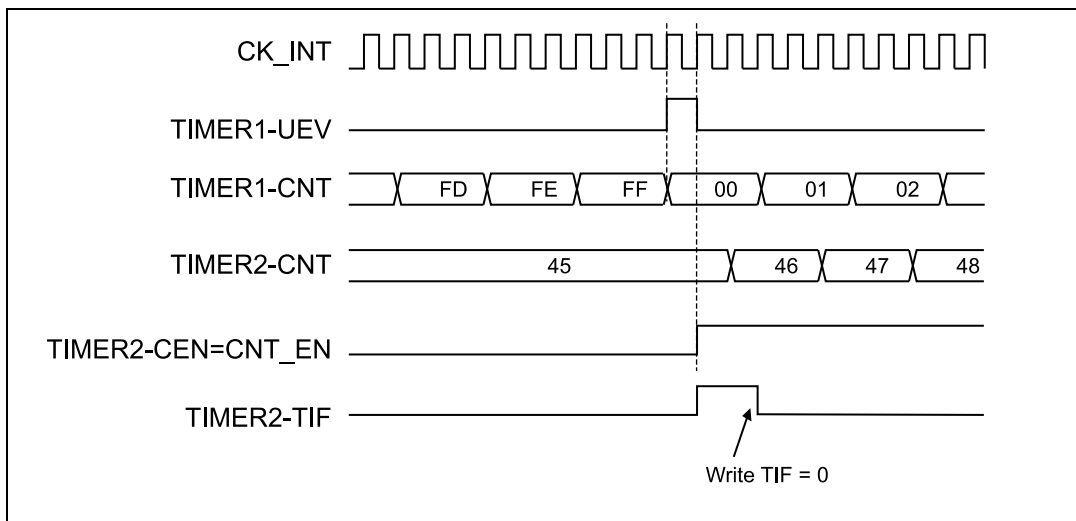 CK_INT
TIMER1-UEV
TIMER1-CNT FD FE FF 00 01 02
TIMER2-CNT 45 46 47 48
TIMER2-CEN=CNT_EN
TIMER2-TIF
Write TIF = 0